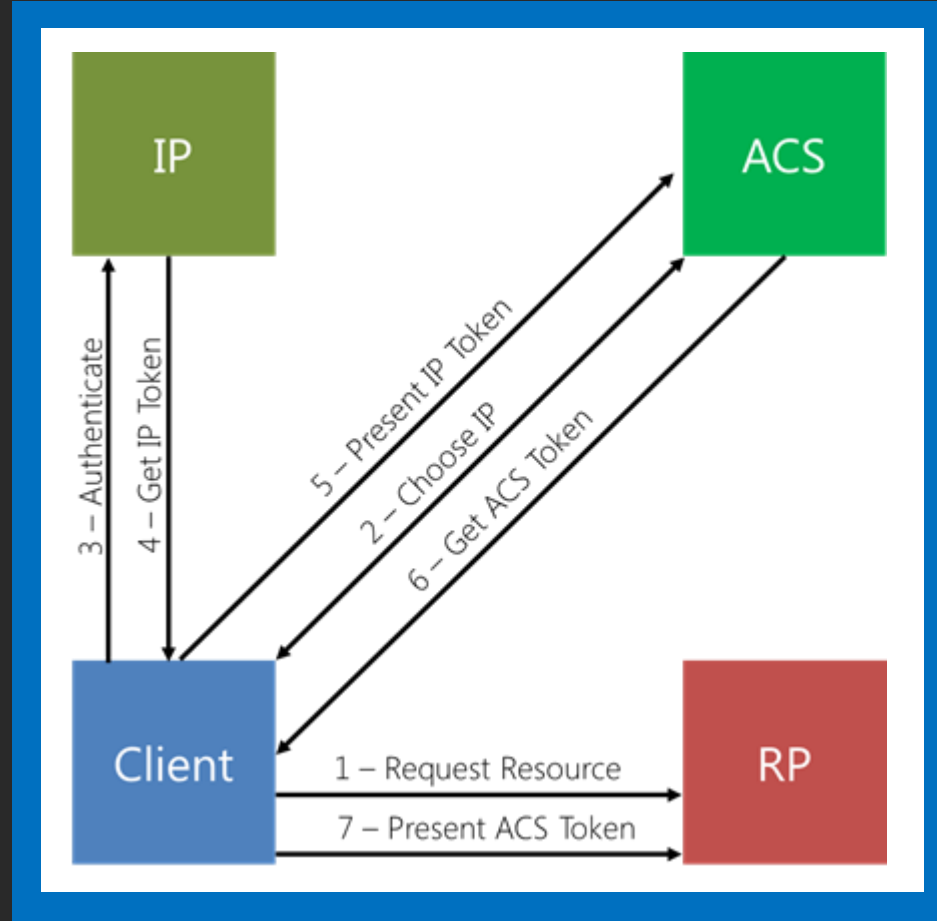 IP
ACS
3 – Authenticate
4 – Get IP Token
5 – Present IP Token
2 – Choose IP
6 – Get ACS Token
Client
1 – Request Resource
7 – Present ACS Token
RP